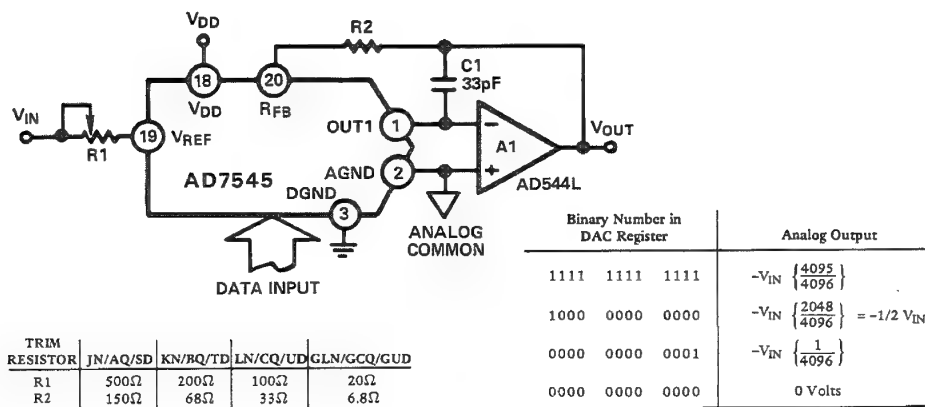 VDD
R2
C1
33pF
18
VDD
20
RFB
VIN
R1
19
VREF
OUT1
1
−
A1
VOUT
AD7545
AGND
2
+
AD544L
DGND
3
ANALOG
COMMON
DATA INPUT
Binary Number in
DAC Register
Analog Output
1111 1111 1111
–VIN {4095/4096}
1000 0000 0000
–VIN {2048/4096} = –1/2 VIN
0000 0000 0001
–VIN {1/4096}
0000 0000 0000
0 Volts
TRIM
RESISTOR JN/AQ/SD KN/BQ/TD LN/CQ/UD GLN/GCQ/GUD
R1 500Ω 200Ω 100Ω 20Ω
R2 150Ω 68Ω 33Ω 6.8Ω